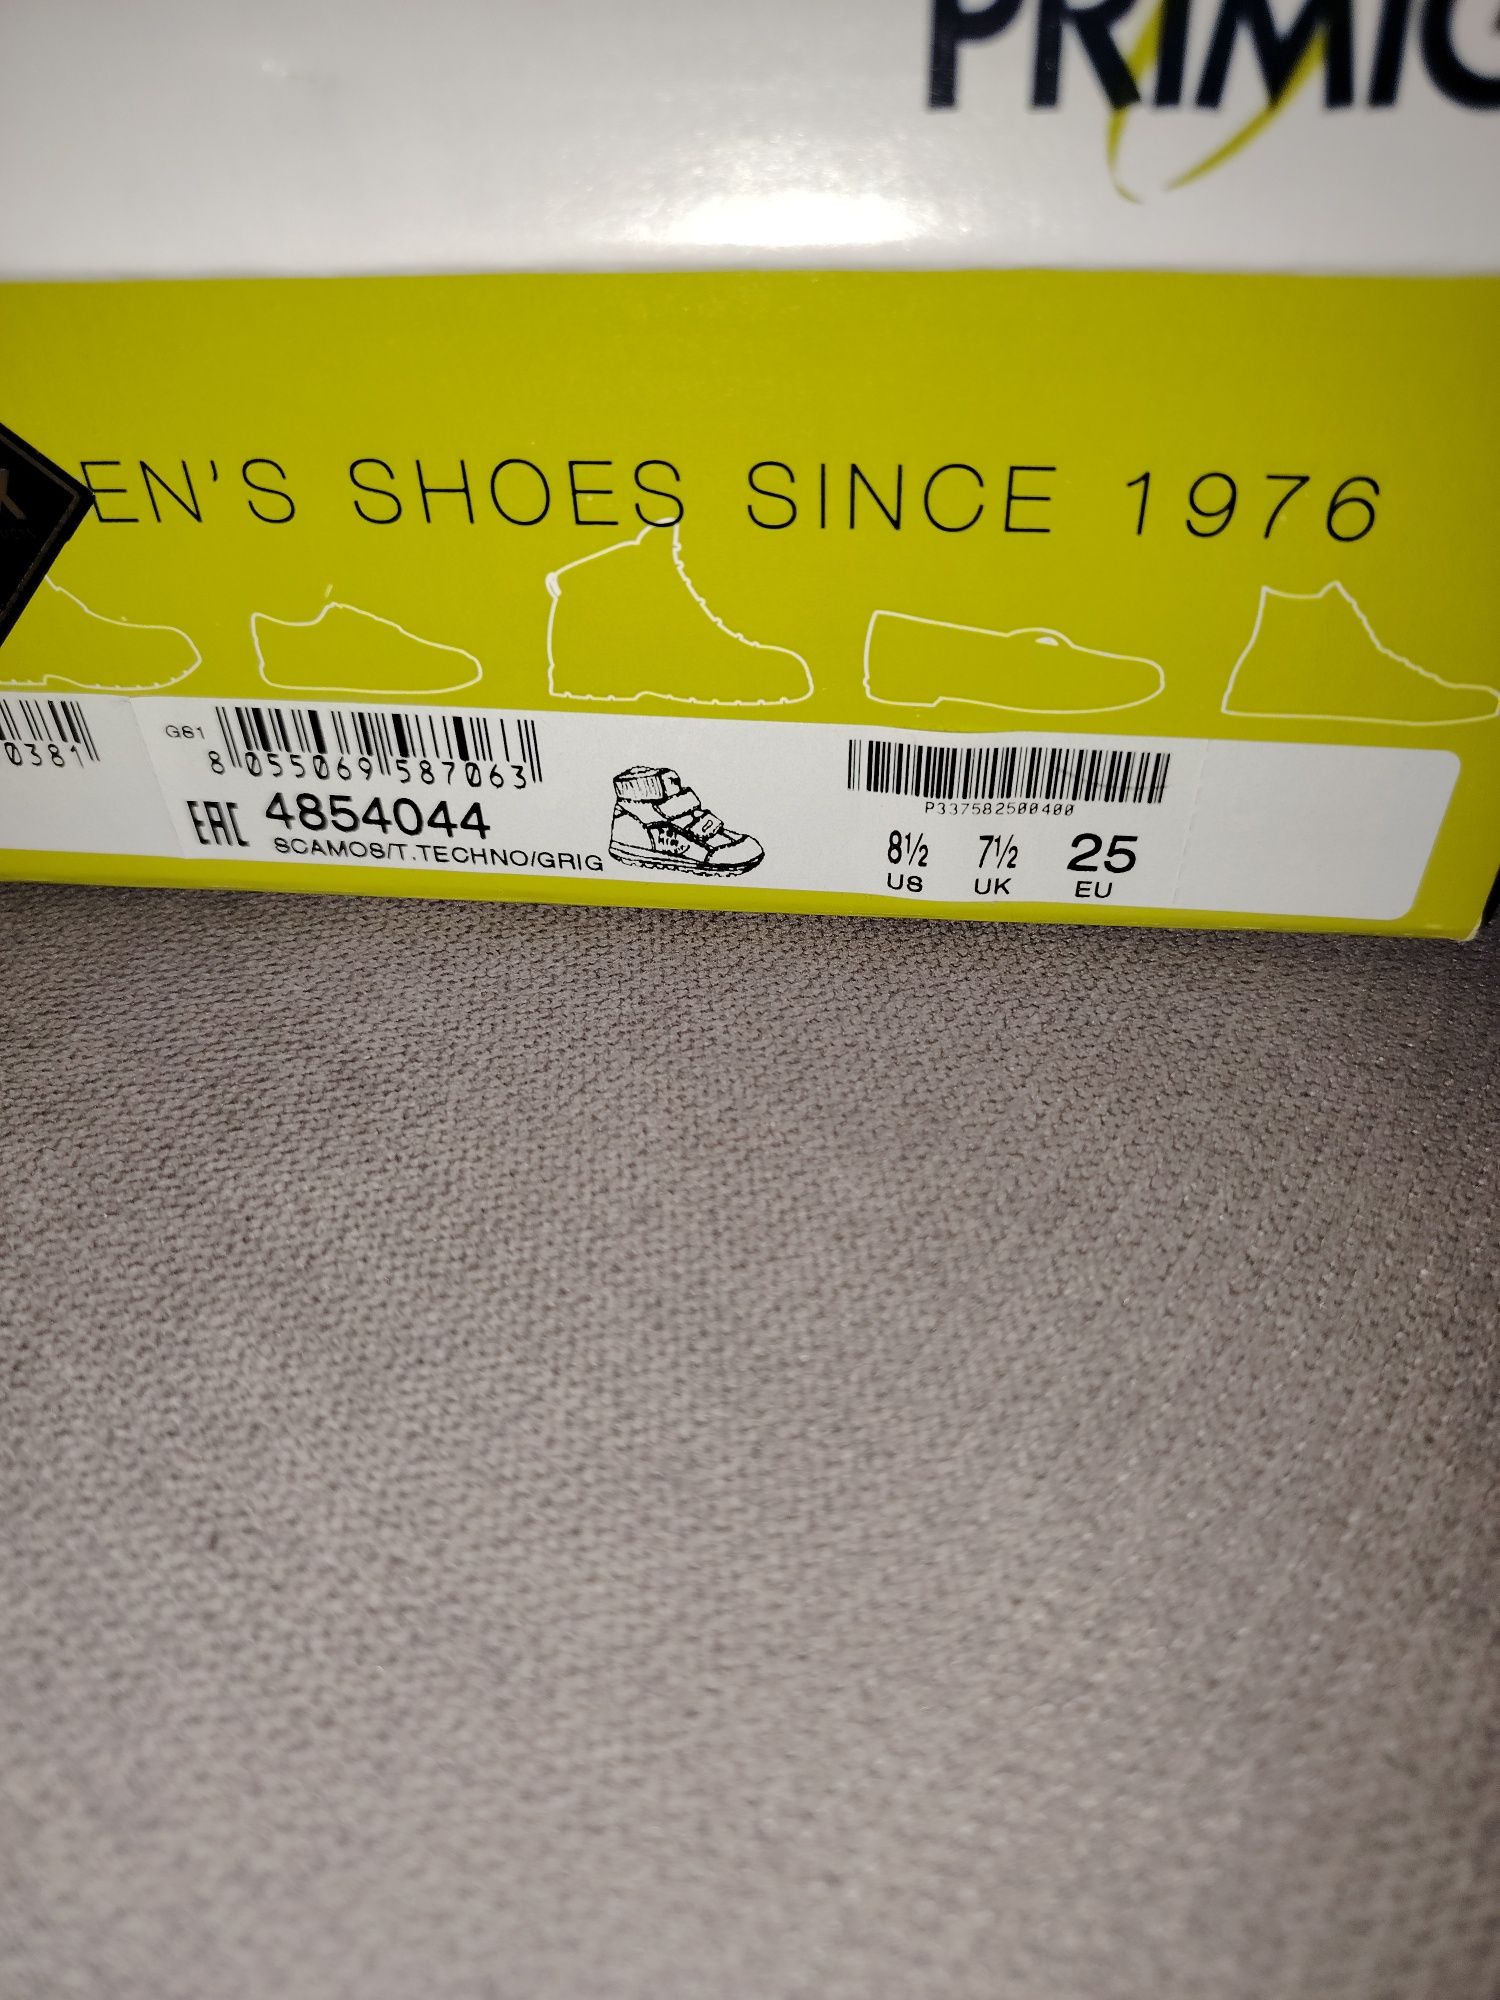 PRIMIG
EN'S SHOES SINCE 1976
0381
G81
8 055069 587063
EAC 4854044
SCAMOS/T.TECHNO/GRIG
P337582500400
8½ 7½ 25
US UK EU